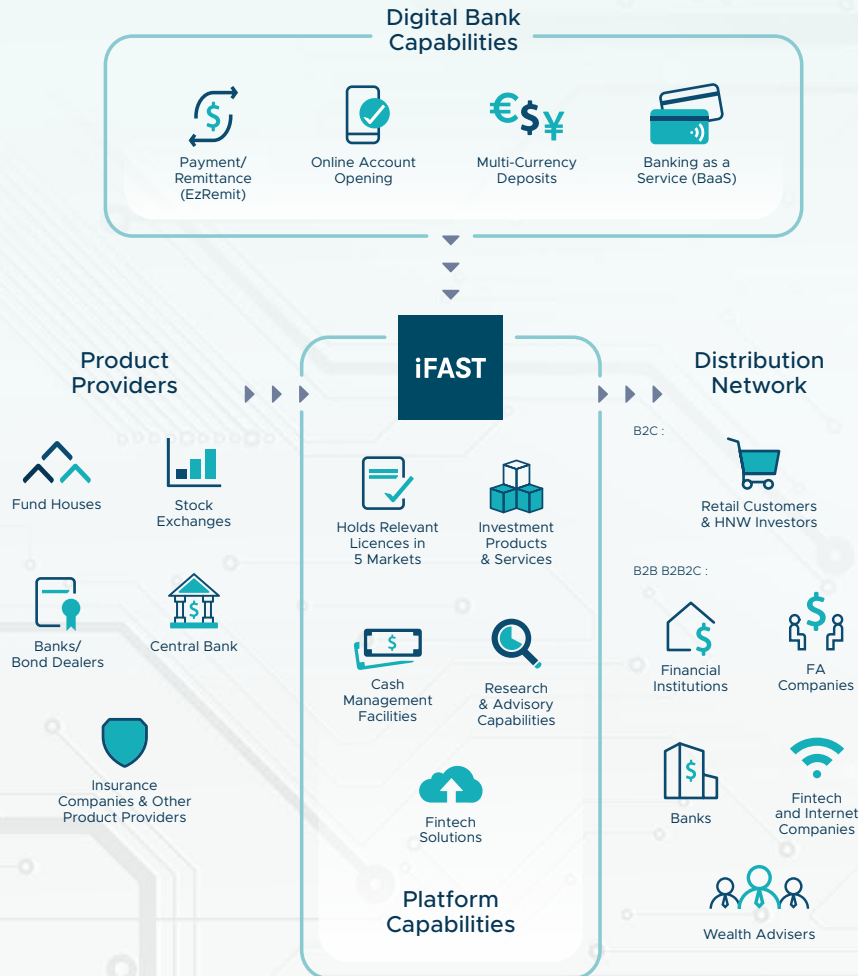 Digital Bank
Capabilities
$
Payment/
Remittance
(EzRemit)
Online Account
Opening
€$¥
Multi-Currency
Deposits
Banking as a
Service (BaaS)
iFAST
Product
Providers
Fund Houses
Stock
Exchanges
Banks/
Bond Dealers
$
Central Bank
Insurance
Companies & Other
Product Providers
Holds Relevant
Licences in
5 Markets
Investment
Products
& Services
$
Cash
Management
Facilities
Research
& Advisory
Capabilities
Fintech
Solutions
Platform
Capabilities
Distribution
Network
B2C :
Retail Customers
& HNW Investors
B2B B2B2C :
$
Financial
Institutions
$
FA
Companies
$
Banks
Fintech
and Internet
Companies
Wealth Advisers